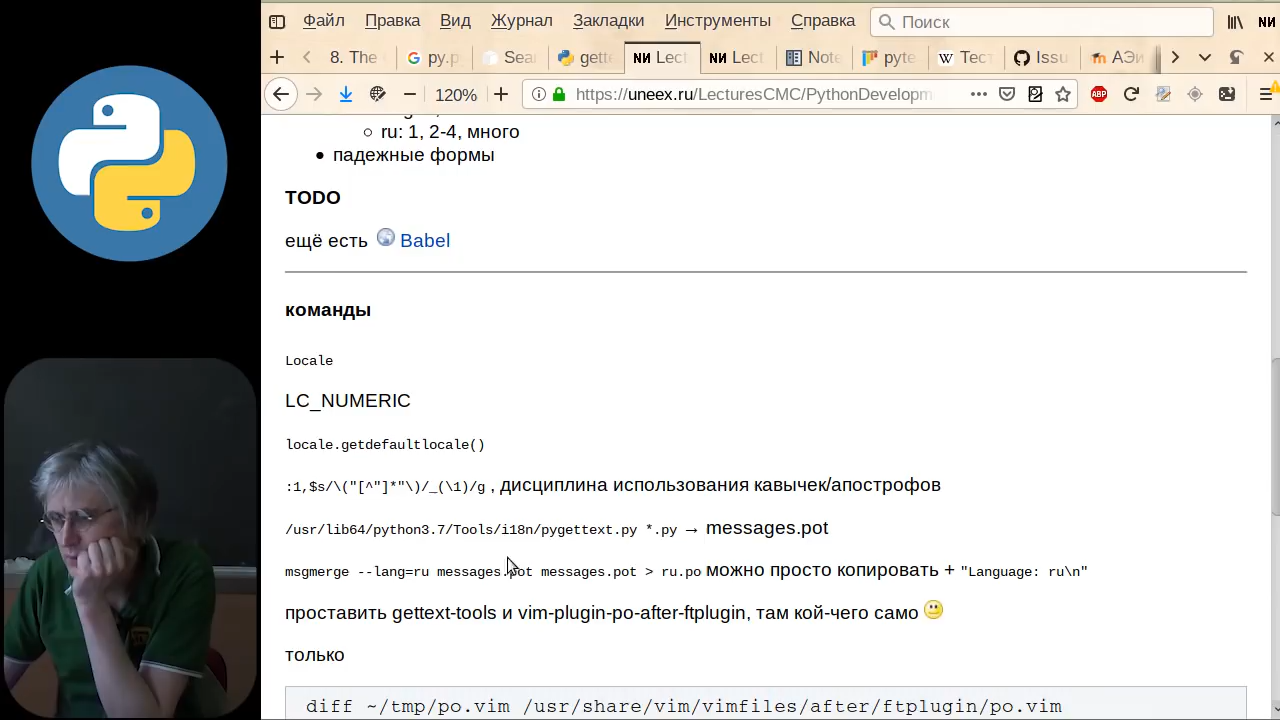 Файл Правка Вид Журнал Закладки Инструменты Справка Поиск
8. The py.p Sea gette Lect Lect Note pyte Тест Issu АЭи
120% https://uneex.ru/LecturesCMC/PythonDevelopm
ru: 1, 2-4, много
падежные формы
TODO
ещё есть Babel
команды
Locale
LC_NUMERIC
locale.getdefaultlocale()
:1,$s/\("[^"]*"\)/_(\1)/g , дисциплина использования кавычек/апострофов
/usr/lib64/python3.7/Tools/i18n/pygettext.py *.py → messages.pot
msgmerge --lang=ru messages.pot messages.pot > ru.po можно просто копировать + "Language: ru\n"
проставить gettext-tools и vim-plugin-po-after-ftplugin, там кой-чего само
только
diff ~/tmp/po.vim /usr/share/vim/vimfiles/after/ftplugin/po.vim